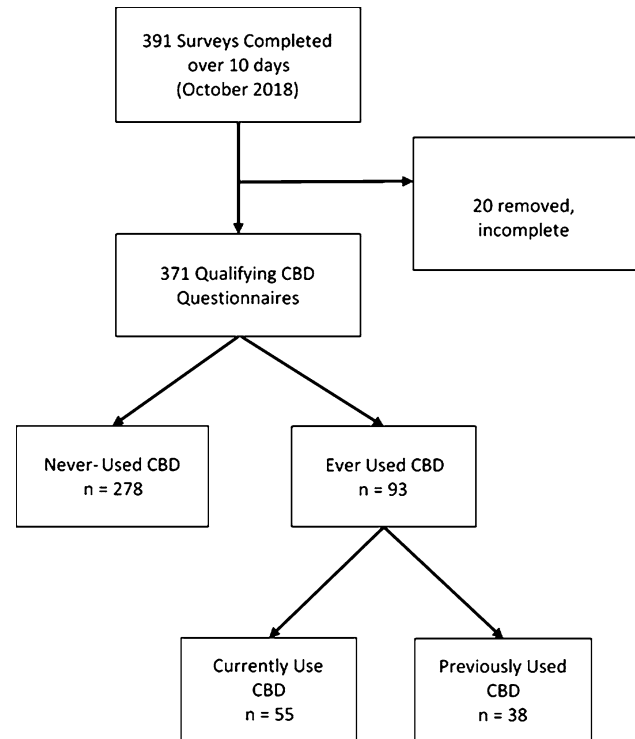 391 Surveys Completed
over 10 days
(October 2018)
20 removed,
incomplete
371 Qualifying CBD
Questionnaires
Never- Used CBD
n = 278
Ever Used CBD
n = 93
Currently Use
CBD
n = 55
Previously Used
CBD
n = 38